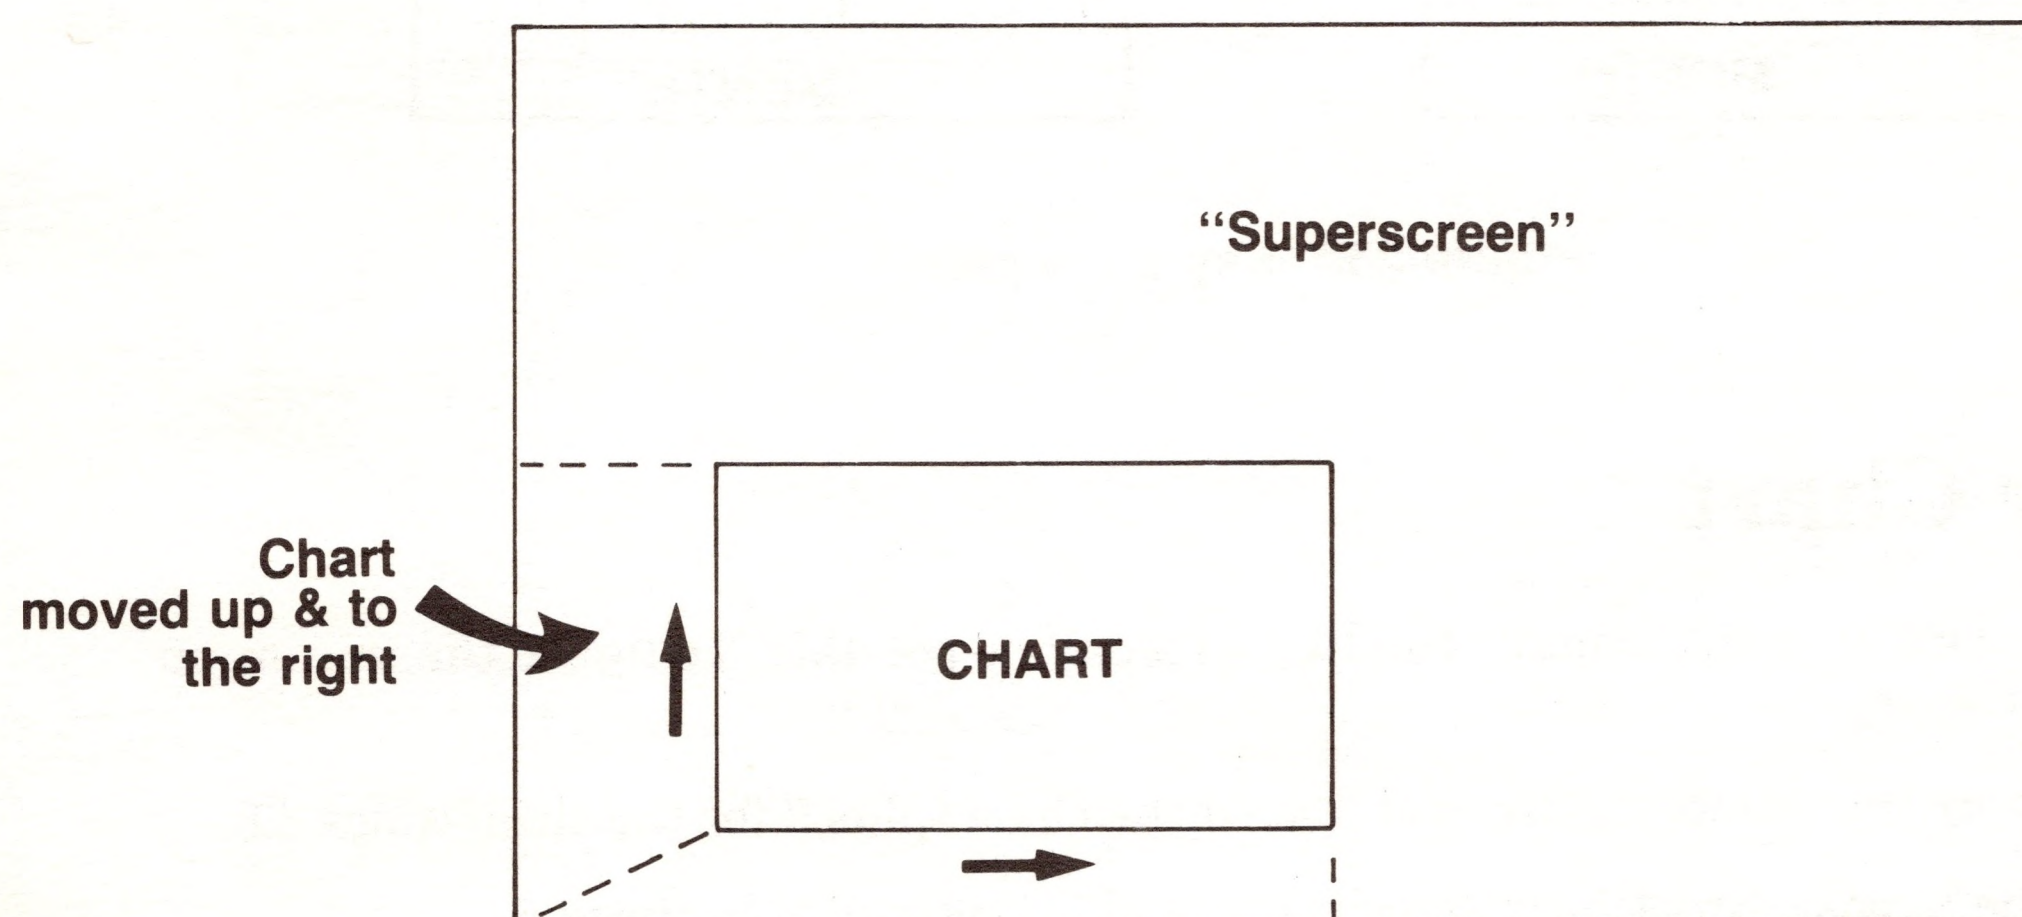 “Superscreen”
Chart
moved up & to
the right
CHART